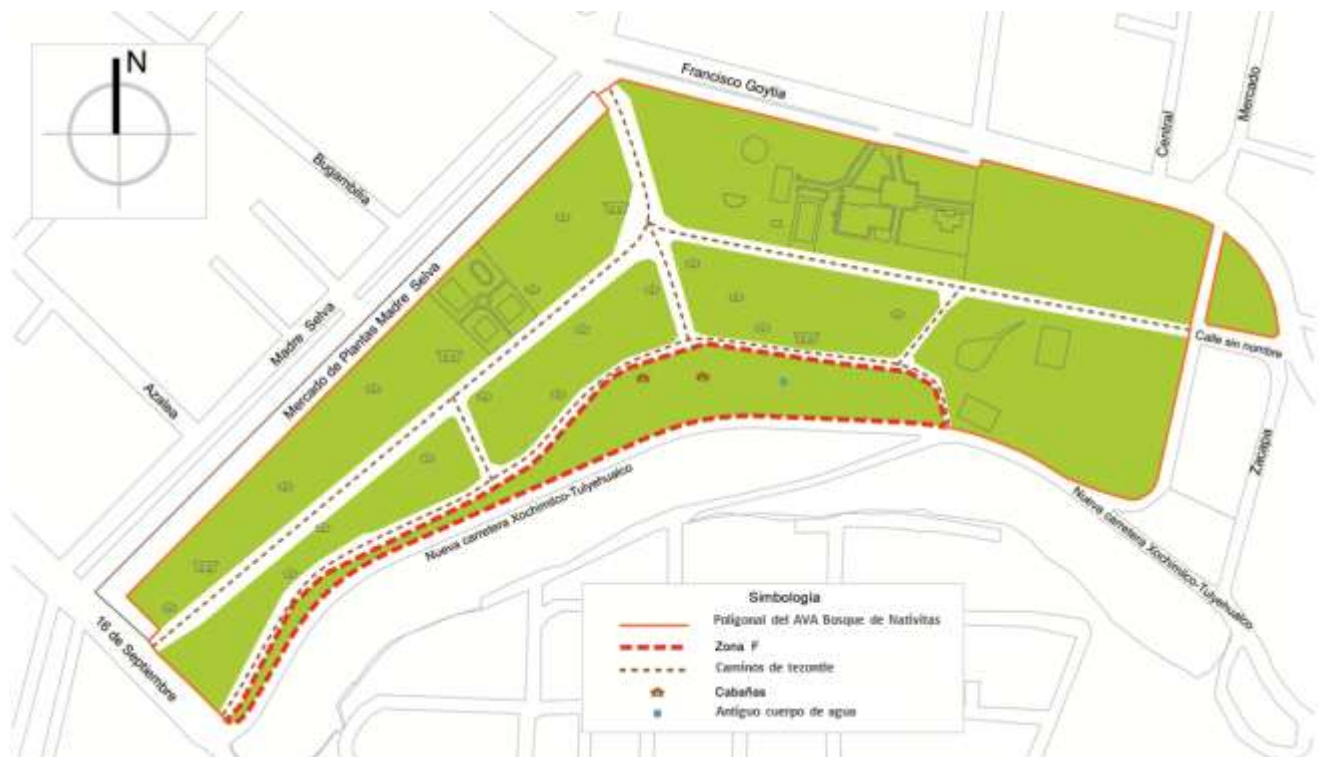 N
Francisco Goytia
Central
Mercado
Bugambilia
Madre Selva
Mercado de Plantas Madre Selva
Azalea
Calle sin nombre
Zacapa
Nueva carretera Xochimilco-Tulyehualco
Nueva carretera Xochimilco-Tulyehualco
16 de Septiembre
Simbología
Poligonal del AVA Bosque de Nativitas
Zona F
Caminos de tezontle
Cabañas
Antiguo cuerpo de agua